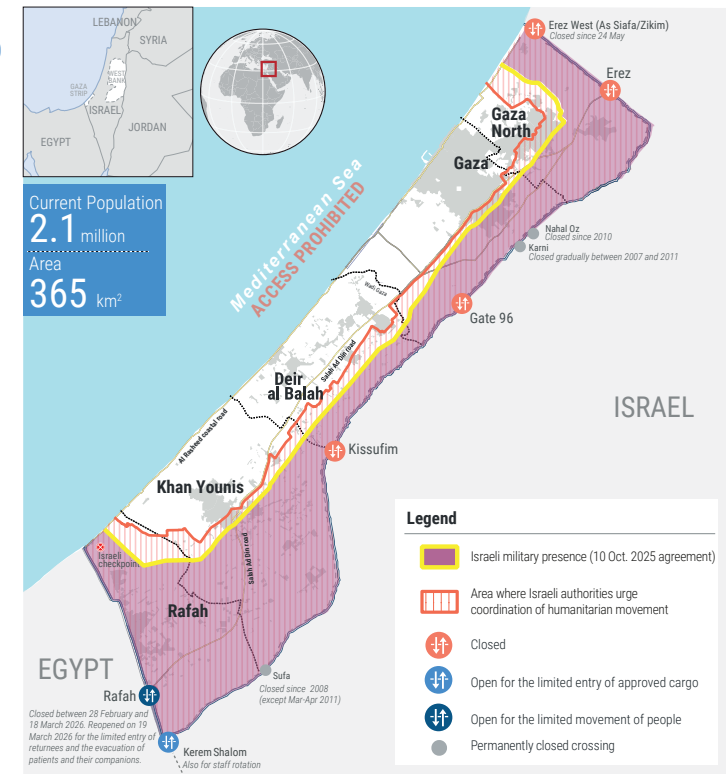 LEBANON
SYRIA
WEST
BANK
GAZA
STRIP
ISRAEL
JORDAN
EGYPT
Current Population
2.1 million
Area
365 km²
Mediterranean Sea
ACCESS PROHIBITED
Erez West (As Siafa/Zikim)
Closed since 24 May
Erez
Gaza
North
Gaza
Nahal Oz
Closed since 2010
Karni
Closed gradually between 2007 and 2011
Wadi Gaza
Gate 96
Salah Ad Din road
Deir
al Balah
ISRAEL
Al Rasheed coastal road
Kissufim
Khan Younis
Israeli
checkpoint
Salah Ad Din road
Rafah
EGYPT
Sufa
Closed since 2008
(except Mar-Apr 2011)
Rafah
Closed between 28 February and
18 March 2026. Reopened on 19
March 2026 for the limited entry of
returnees and the evacuation of
patients and their companions.
Kerem Shalom
Also for staff rotation
Legend
Israeli military presence (10 Oct. 2025 agreement)
Area where Israeli authorities urge
coordination of humanitarian movement
Closed
Open for the limited entry of approved cargo
Open for the limited movement of people
Permanently closed crossing